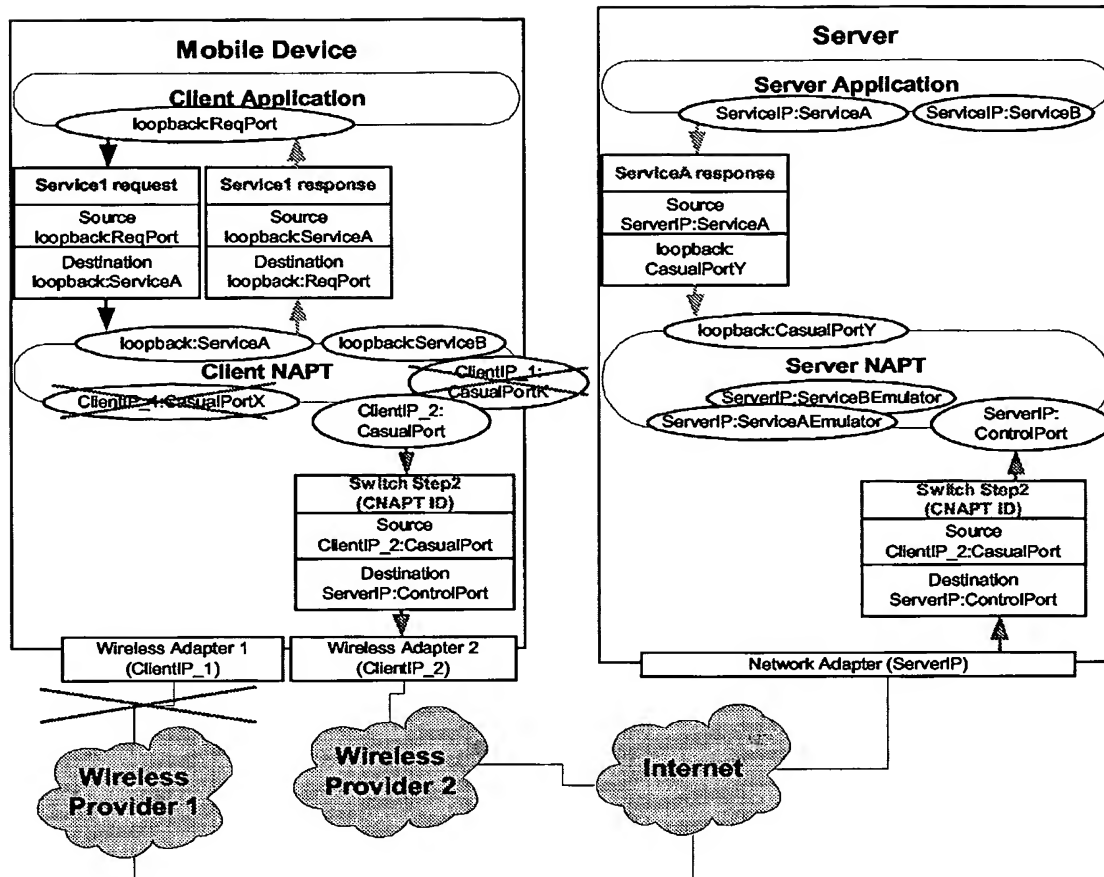 Mobile Device
Client Application
loopback:ReqPort
Service1 request
Source
loopback:ReqPort
Destination
loopback:ServiceA
Service1 response
Source
loopback:ServiceA
Destination
loopback:ReqPort
loopback:ServiceA
loopback:ServiceB
Client NAPT
ClientIP_1:CasualPortX
ClientIP_1:
CasualPortK
ClientIP_2:
CasualPort
Switch Step2
(CNAPT ID)
Source
ClientIP_2:CasualPort
Destination
ServerIP:ControlPort
Wireless Adapter 1
(ClientIP_1)
Wireless Adapter 2
(ClientIP_2)
Wireless
Provider 1
Wireless
Provider 2
Internet
Server
Server Application
ServiceIP:ServiceA
ServiceIP:ServiceB
ServiceA response
Source
ServerIP:ServiceA
loopback:
CasualPortY
loopback:CasualPortY
Server NAPT
ServerIP:ServiceBEmulator
ServerIP:ServiceAEmulator
ServerIP:
ControlPort
Switch Step2
(CNAPT ID)
Source
ClientIP_2:CasualPort
Destination
ServerIP:ControlPort
Network Adapter (ServerIP)